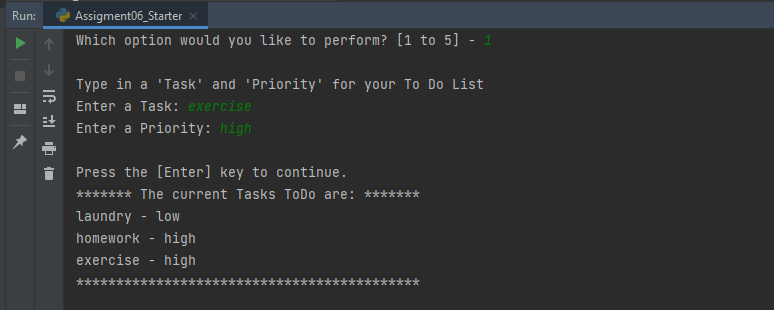 Run:
Assigment06_Starter
Which option would you like to perform? [1 to 5] - 1
Type in a 'Task' and 'Priority' for your To Do List
Enter a Task: exercise
Enter a Priority: high
Press the [Enter] key to continue.
******* The current Tasks ToDo are: *******
laundry - low
homework - high
exercise - high
*******************************************